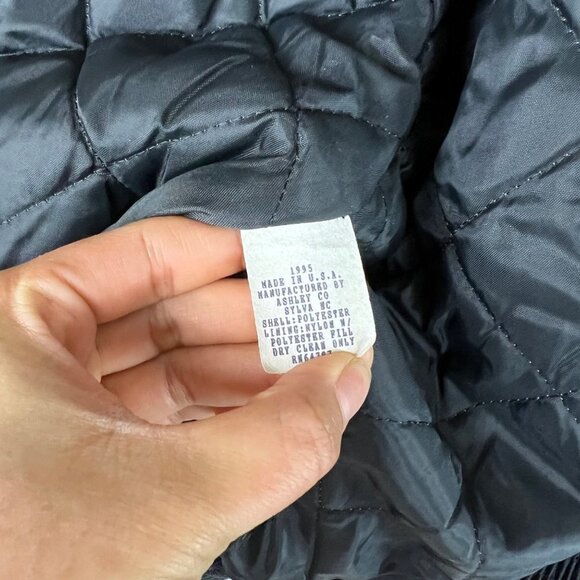 1995
MADE IN U.S.A.
MANUFACTURED BY
ASHLEY CO
SYLVA NC
SHELL:POLYESTER
LINING:NYLON W/
POLYESTER FILL
DRY CLEAN ONLY